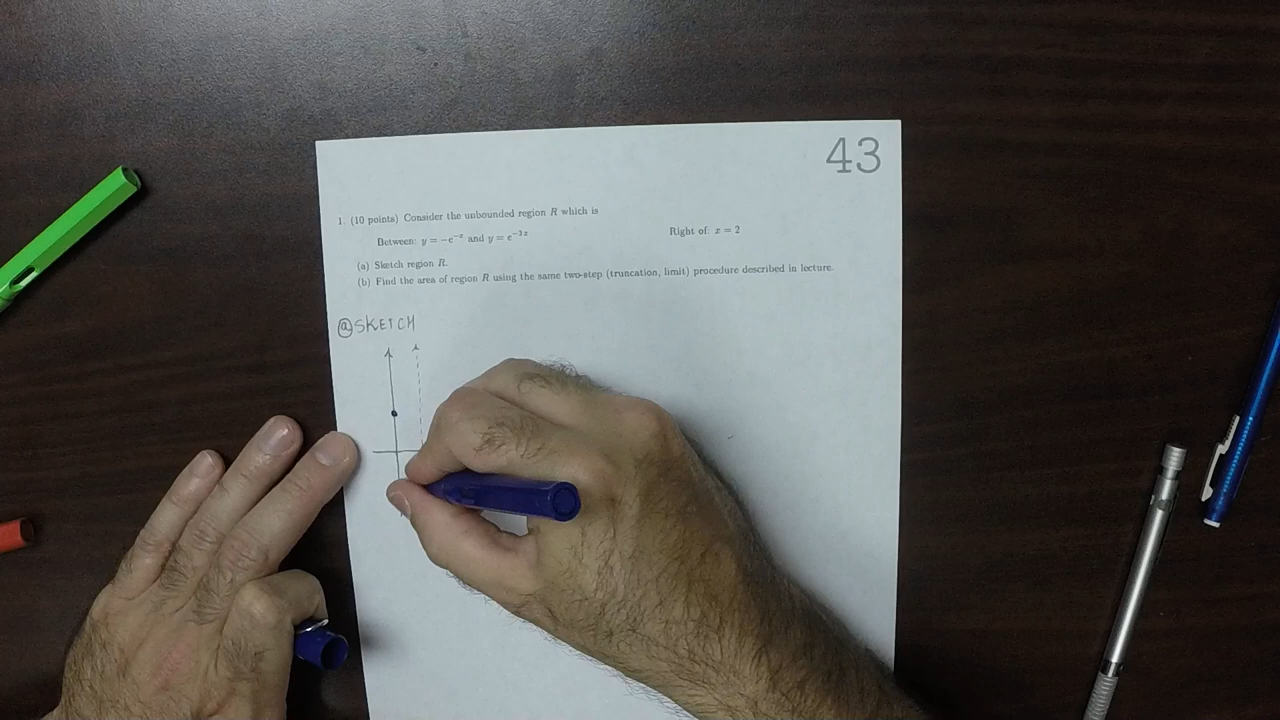 43
1. (10 points) Consider the unbounded region R which is
Between: y = −e^{−x} and y = e^{−3x} Right of: x = 2
(a) Sketch region R.
(b) Find the area of region R using the same two-step (truncation, limit) procedure described in lecture.
ⓐ SKETCH